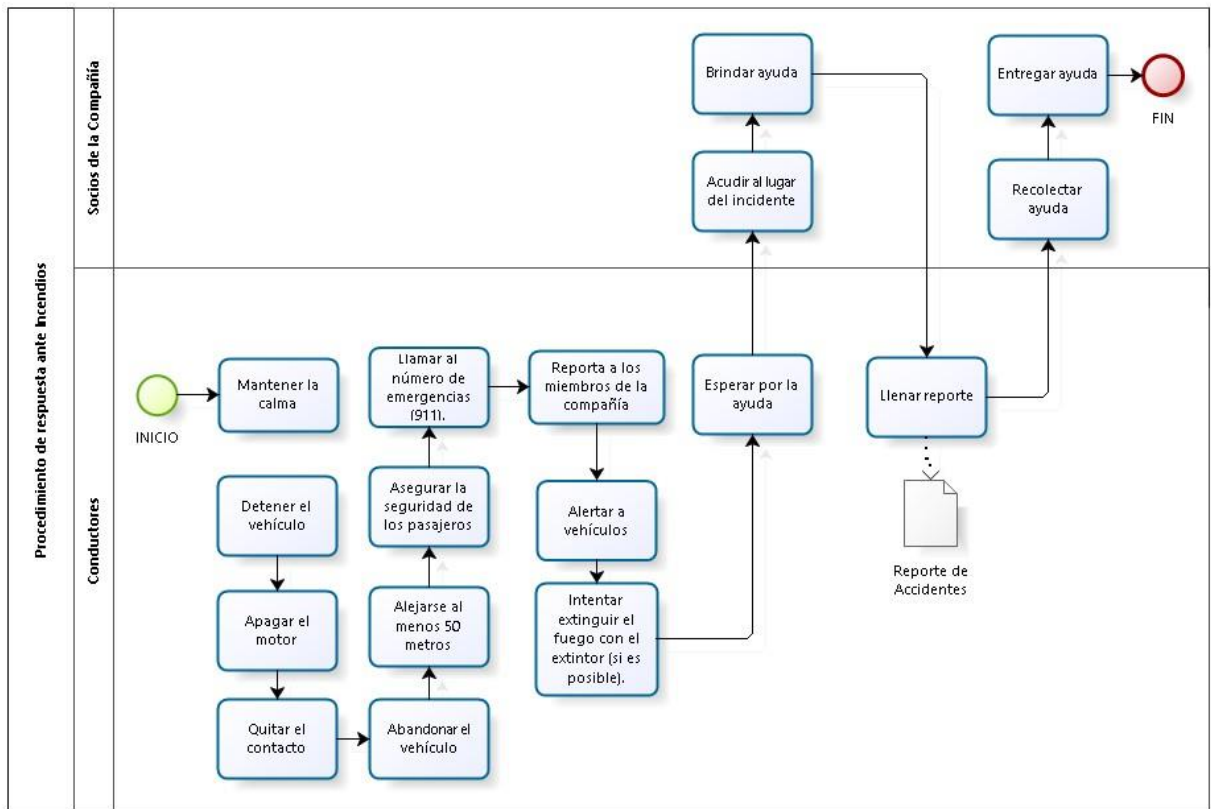 Procedimiento de respuesta ante Incendios
Socios de la Compañía
Brindar ayuda
Acudir al lugar
del incidente
Entregar ayuda
FIN
Recolectar
ayuda
Conductores
INICIO
Mantener la
calma
Detener el
vehículo
Apagar el
motor
Quitar el
contacto
Abandonar el
vehículo
Alejarse al
menos 50
metros
Asegurar la
seguridad de
los pasajeros
Llamar al
número de
emergencias
(911).
Reporta a los
miembros de la
compañía
Alertar a
vehículos
Intentar
extinguir el
fuego con el
extintor (si es
posible).
Esperar por la
ayuda
Llenar reporte
Reporte de
Accidentes